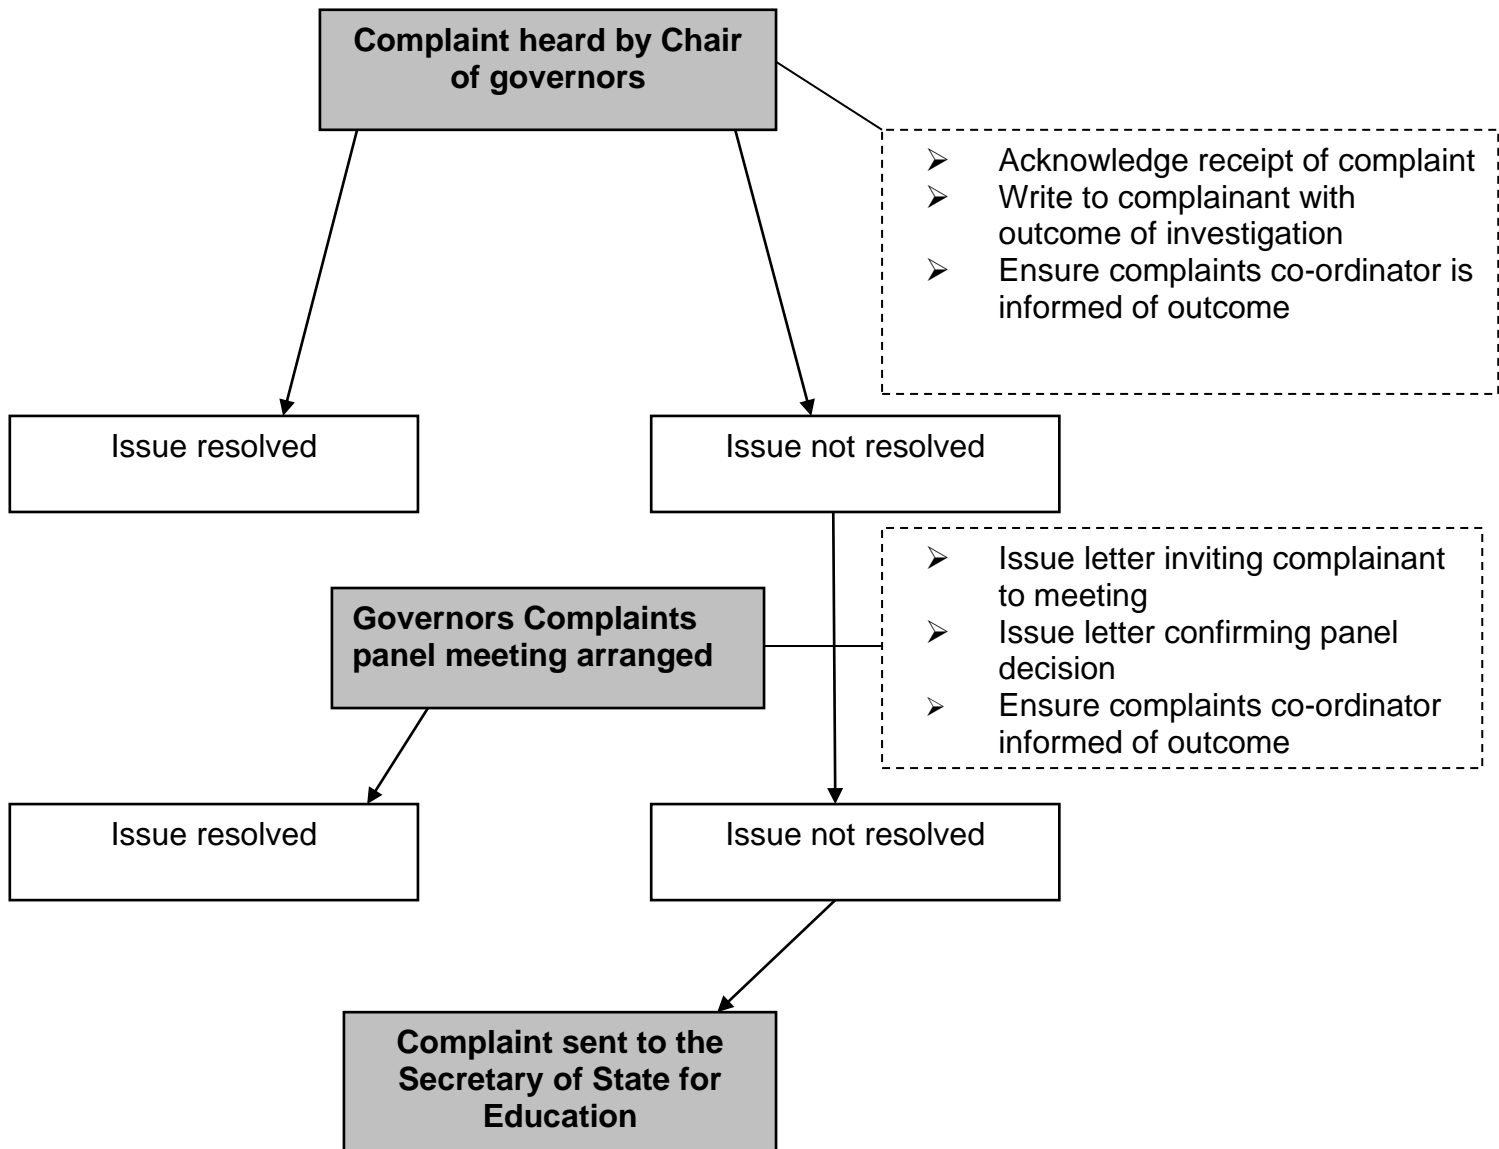 Complaint heard by Chair
of governors
➢ Acknowledge receipt of complaint
➢ Write to complainant with
outcome of investigation
➢ Ensure complaints co-ordinator is
informed of outcome
Issue resolved
Issue not resolved
➢ Issue letter inviting complainant
to meeting
➢ Issue letter confirming panel
decision
➢ Ensure complaints co-ordinator
informed of outcome
Governors Complaints
panel meeting arranged
Issue resolved
Issue not resolved
Complaint sent to the
Secretary of State for
Education